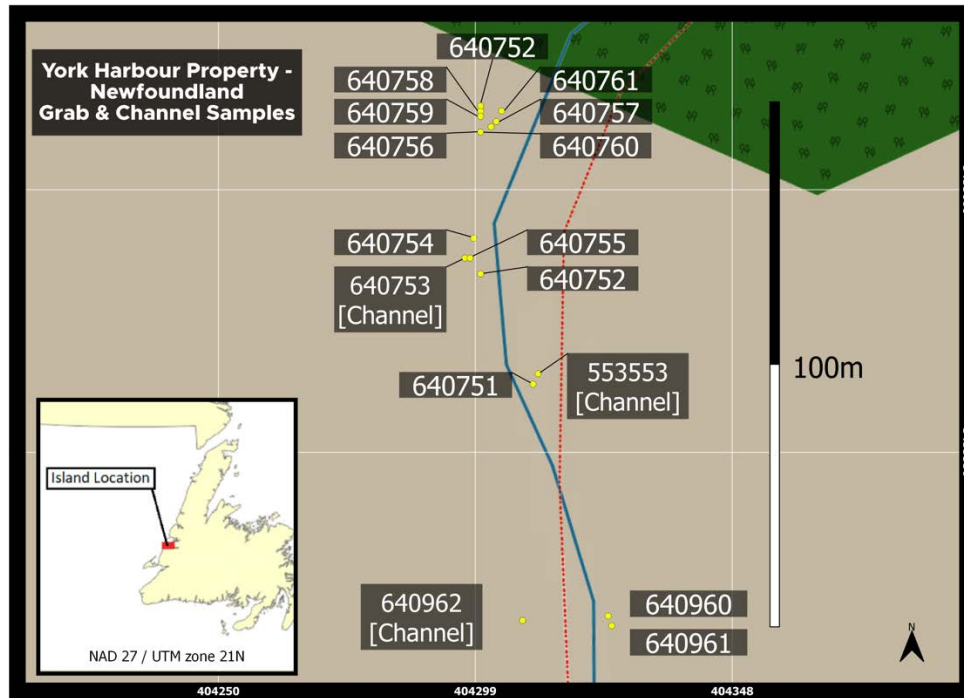 York Harbour Property -
Newfoundland
Grab & Channel Samples
640752
640758
640761
640759
640757
640756
640760
640754
640755
640753
[Channel]
640752
100m
640751
553553
[Channel]
Island Location
640962
[Channel]
640960
640961
NAD 27 / UTM zone 21N
N
404250
404299
404348